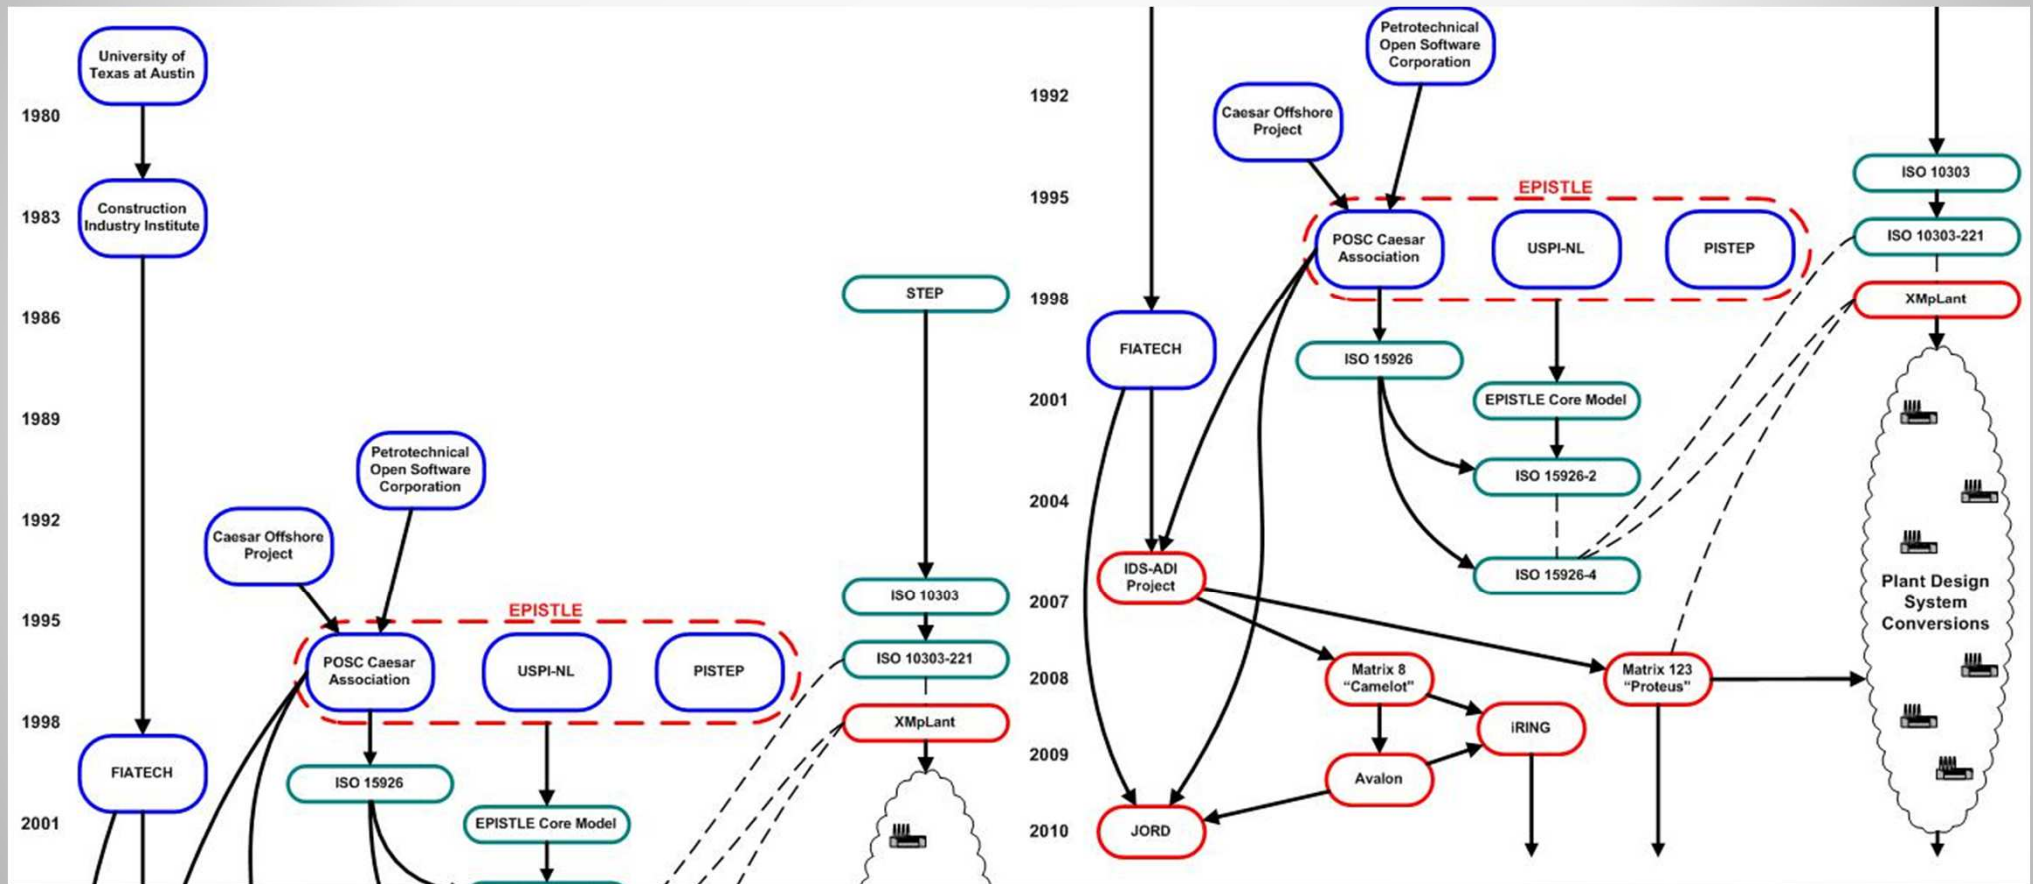 University of
Texas at Austin
1980
Construction
Industry Institute
1983
STEP
1986
1989
Petrotechnical
Open Software
Corporation
1992
Caesar Offshore
Project
ISO 10303
1995
EPISTLE
POSC Caesar
Association
USPI-NL
PISTEP
ISO 10303-221
1998
XMpLant
FIATECH
ISO 15926
2001
EPISTLE Core Model
Petrotechnical
Open Software
Corporation
1992
Caesar Offshore
Project
ISO 10303
1995
EPISTLE
POSC Caesar
Association
USPI-NL
PISTEP
ISO 10303-221
1998
XMpLant
FIATECH
ISO 15926
2001
EPISTLE Core Model
ISO 15926-2
2004
IDS-ADI
Project
ISO 15926-4
2007
Plant Design
System
Conversions
2008
Matrix 8
“Camelot”
Matrix 123
“Proteus”
iRING
2009
Avalon
2010
JORD